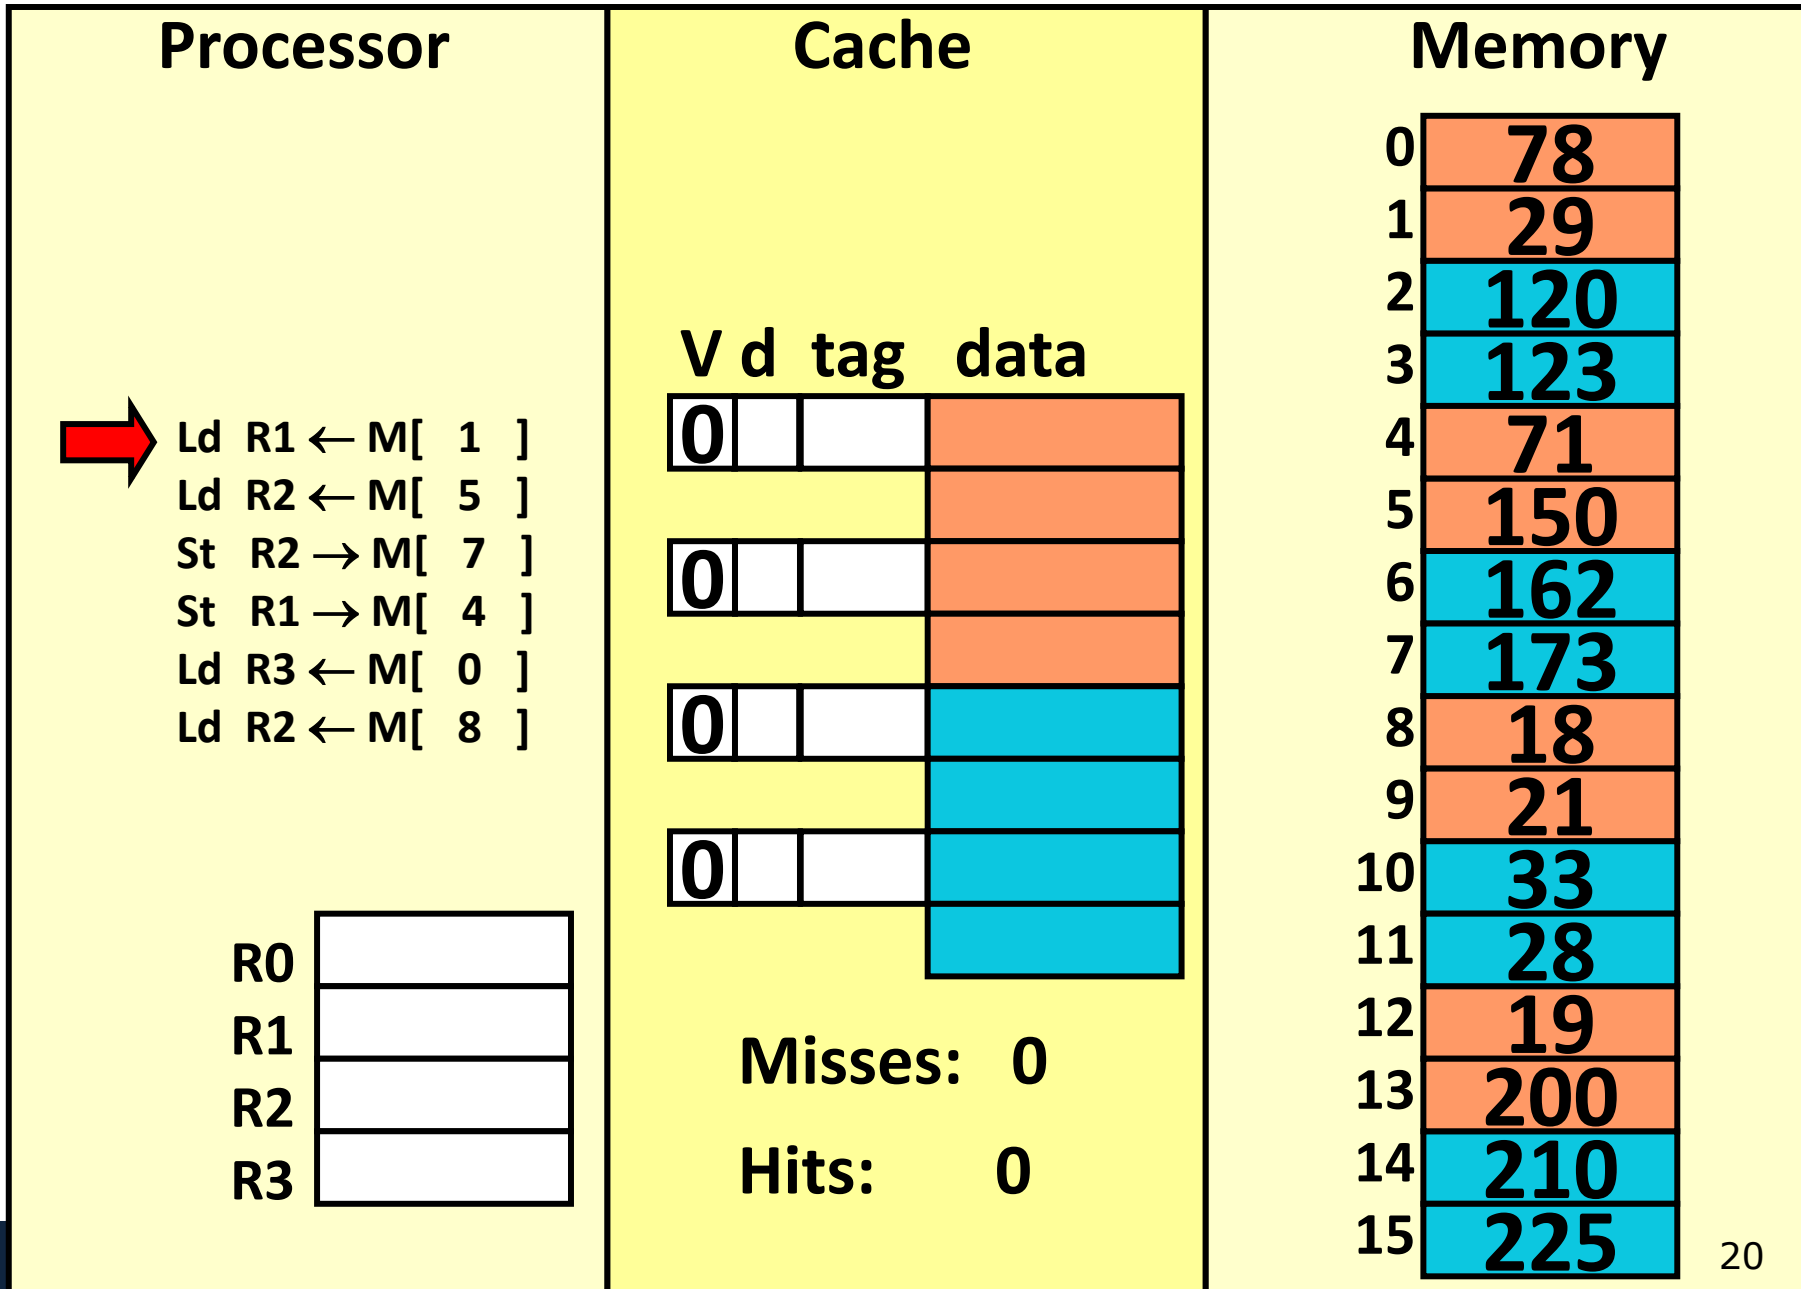 Processor
Ld R1 ← M[ 1 ]
Ld R2 ← M[ 5 ]
St R2 → M[ 7 ]
St R1 → M[ 4 ]
Ld R3 ← M[ 0 ]
Ld R2 ← M[ 8 ]
R0
R1
R2
R3
Cache
V d tag data
0
0
0
0
Misses: 0
Hits: 0
Memory
0 78
1 29
2 120
3 123
4 71
5 150
6 162
7 173
8 18
9 21
10 33
11 28
12 19
13 200
14 210
15 225
20